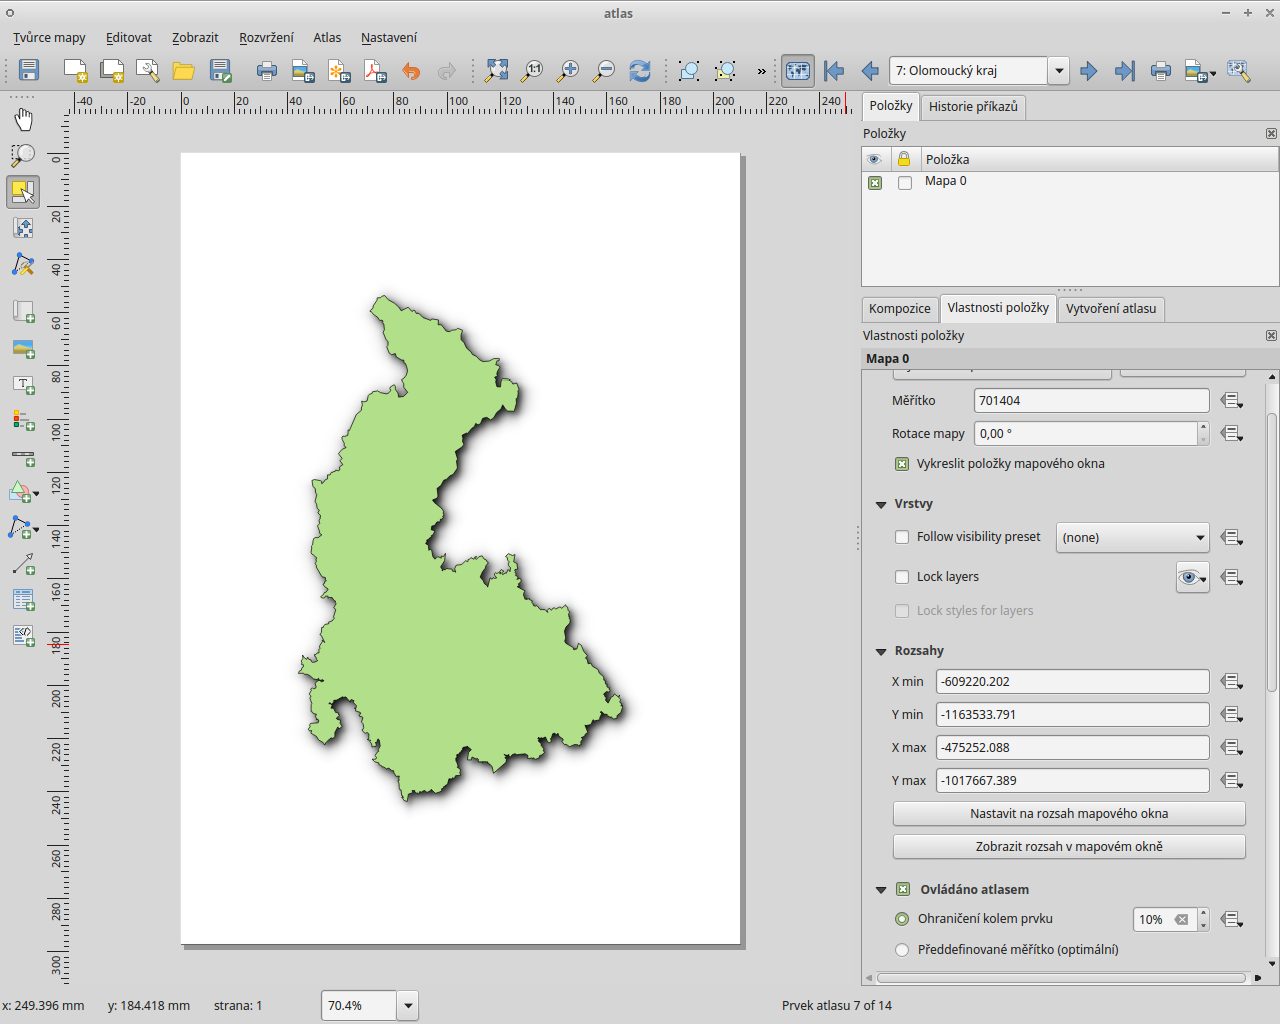 atlas
Tvůrce mapy Editovat Zobrazit Rozvržení Atlas Nastavení
1:1 » 7: Olomoucký kraj
-40 -20 0 20 40 60 80 100 120 140 160 180 200 220 240
0
20
40
60
80
100
120
140
160
180
200
220
240
260
280
300
Položky Historie příkazů
Položky
Položka
Mapa 0
Kompozice Vlastnosti položky Vytvoření atlasu
Vlastnosti položky
Mapa 0
Měřítko 701404
Rotace mapy 0,00 °
Vykreslit položky mapového okna
Vrstvy
Follow visibility preset (none)
Lock layers
Lock styles for layers
Rozsahy
X min -609220.202
Y min -1163533.791
X max -475252.088
Y max -1017667.389
Nastavit na rozsah mapového okna
Zobrazit rozsah v mapovém okně
Ovládáno atlasem
Ohraničení kolem prvku 10%
Předdefinované měřítko (optimální)
x: 249.396 mm y: 184.418 mm strana: 1 70.4% Prvek atlasu 7 of 14